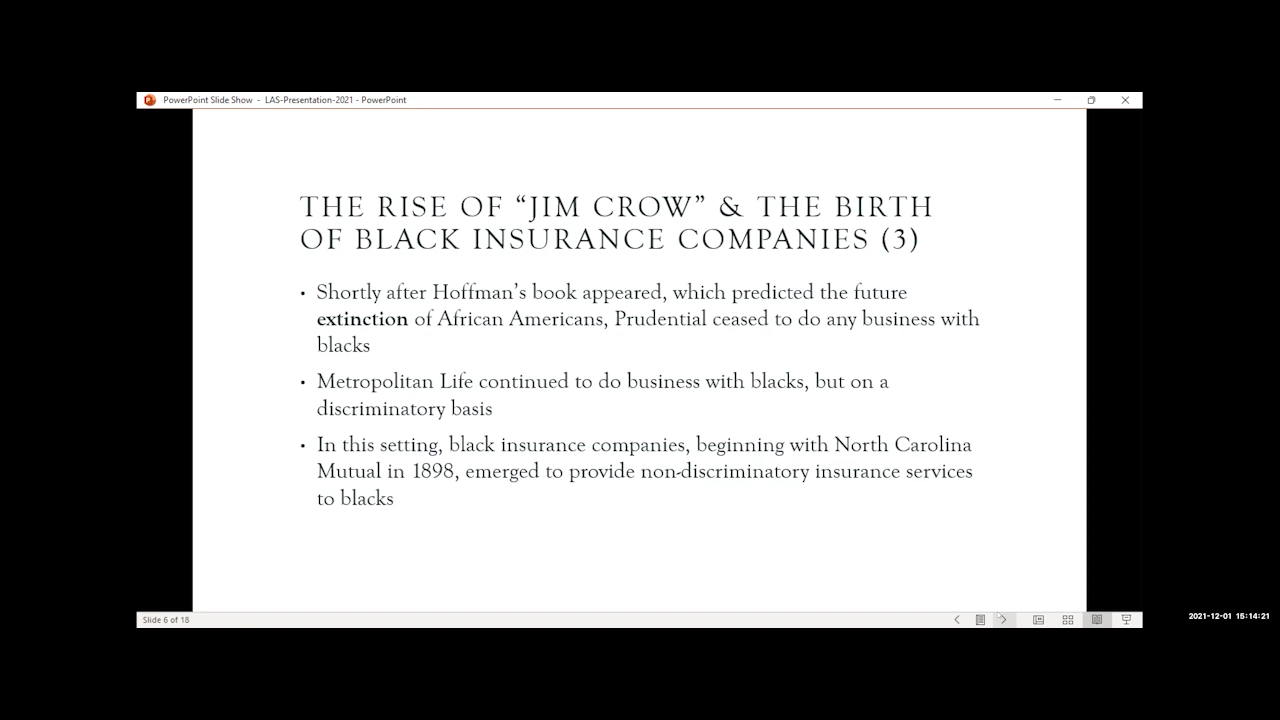 PowerPoint Slide Show - LAS-Presentation-2021 - PowerPoint
THE RISE OF “JIM CROW” & THE BIRTH
OF BLACK INSURANCE COMPANIES (3)
• Shortly after Hoffman’s book appeared, which predicted the future
extinction of African Americans, Prudential ceased to do any business with
blacks
• Metropolitan Life continued to do business with blacks, but on a
discriminatory basis
• In this setting, black insurance companies, beginning with North Carolina
Mutual in 1898, emerged to provide non-discriminatory insurance services
to blacks
Slide 6 of 18
2021-12-01 15:14:21